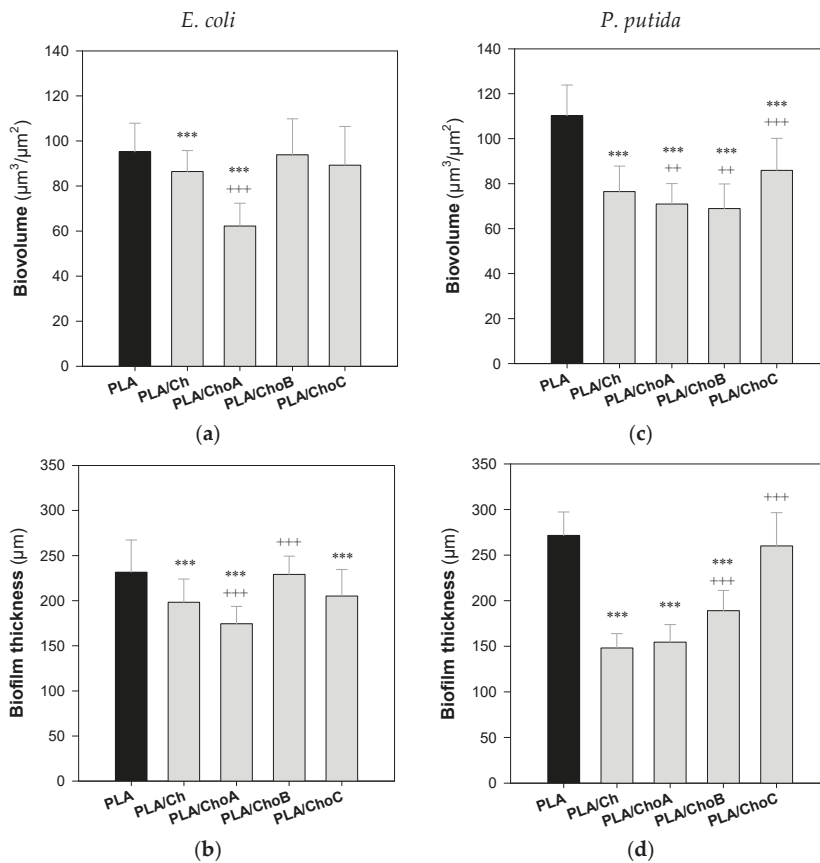 E. coli
P. putida
Biovolume (µm³/µm²)
140
120
100
80
60
40
20
0
***
***
+++
PLA
PLA/Ch
PLA/ChoA
PLA/ChoB
PLA/ChoC
(a)
Biovolume (µm³/µm²)
140
120
100
80
60
40
20
0
***
***
++
***
++
***
+++
PLA
PLA/Ch
PLA/ChoA
PLA/ChoB
PLA/ChoC
(c)
Biofilm thickness (µm)
350
300
250
200
150
100
50
0
***
***
+++
+++
***
PLA
PLA/Ch
PLA/ChoA
PLA/ChoB
PLA/ChoC
(b)
Biofilm thickness (µm)
350
300
250
200
150
100
50
0
***
***
***
+++
+++
PLA
PLA/Ch
PLA/ChoA
PLA/ChoB
PLA/ChoC
(d)